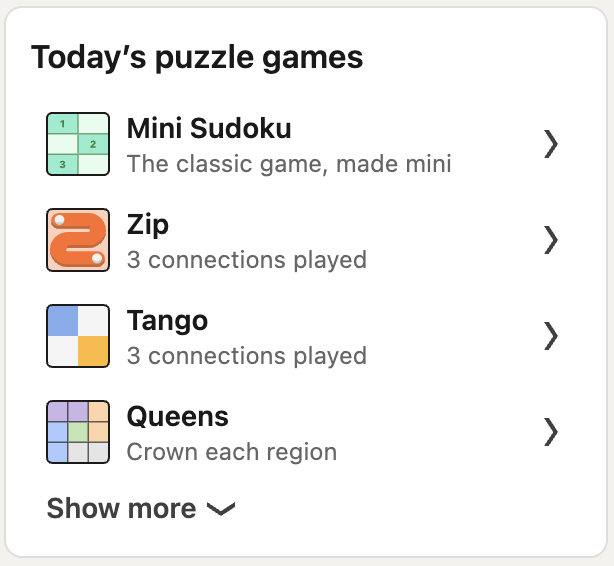 Today’s puzzle games
1
2
3
Mini Sudoku
The classic game, made mini
Zip
3 connections played
Tango
3 connections played
Queens
Crown each region
Show more